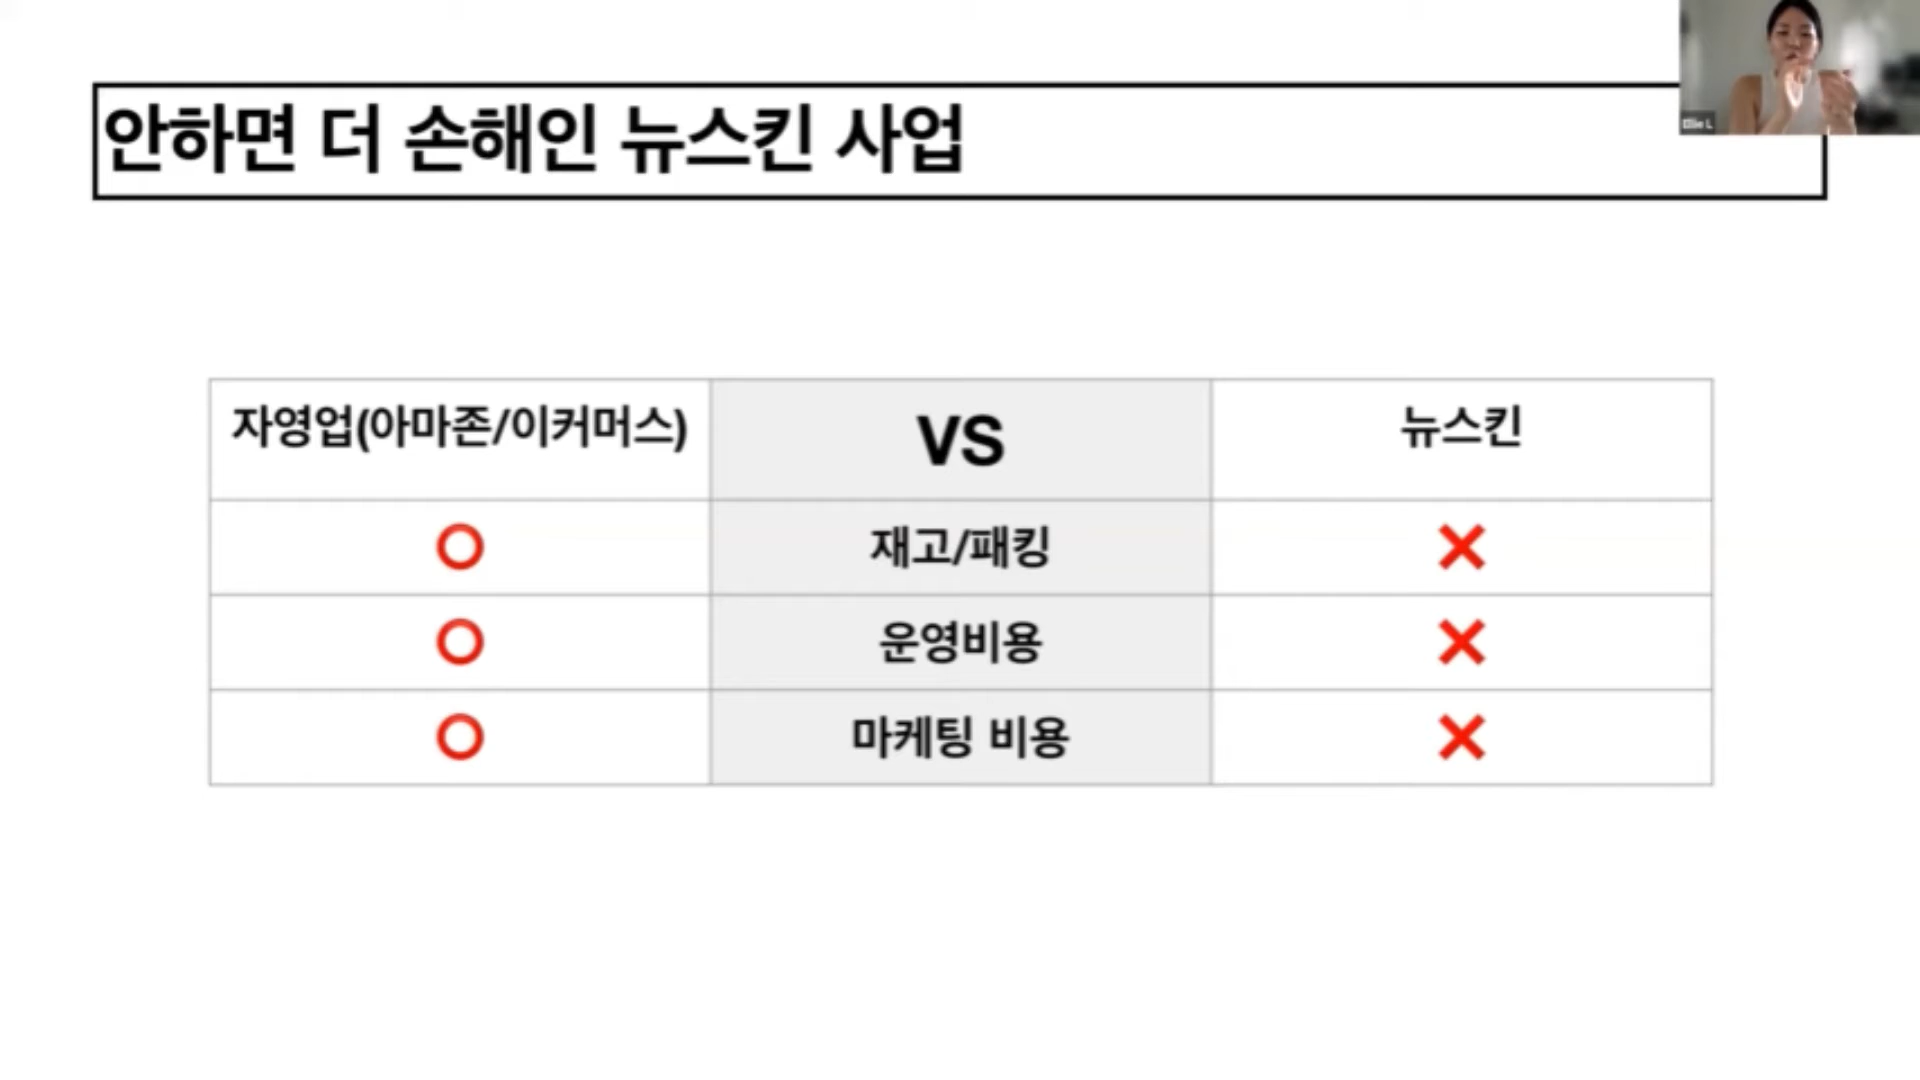 안하면 더 손해인 뉴스킨 사업
Ellie L
자영업(아마존/이커머스) VS 뉴스킨
⭕ 재고/패킹 ❌
⭕ 운영비용 ❌
⭕ 마케팅 비용 ❌